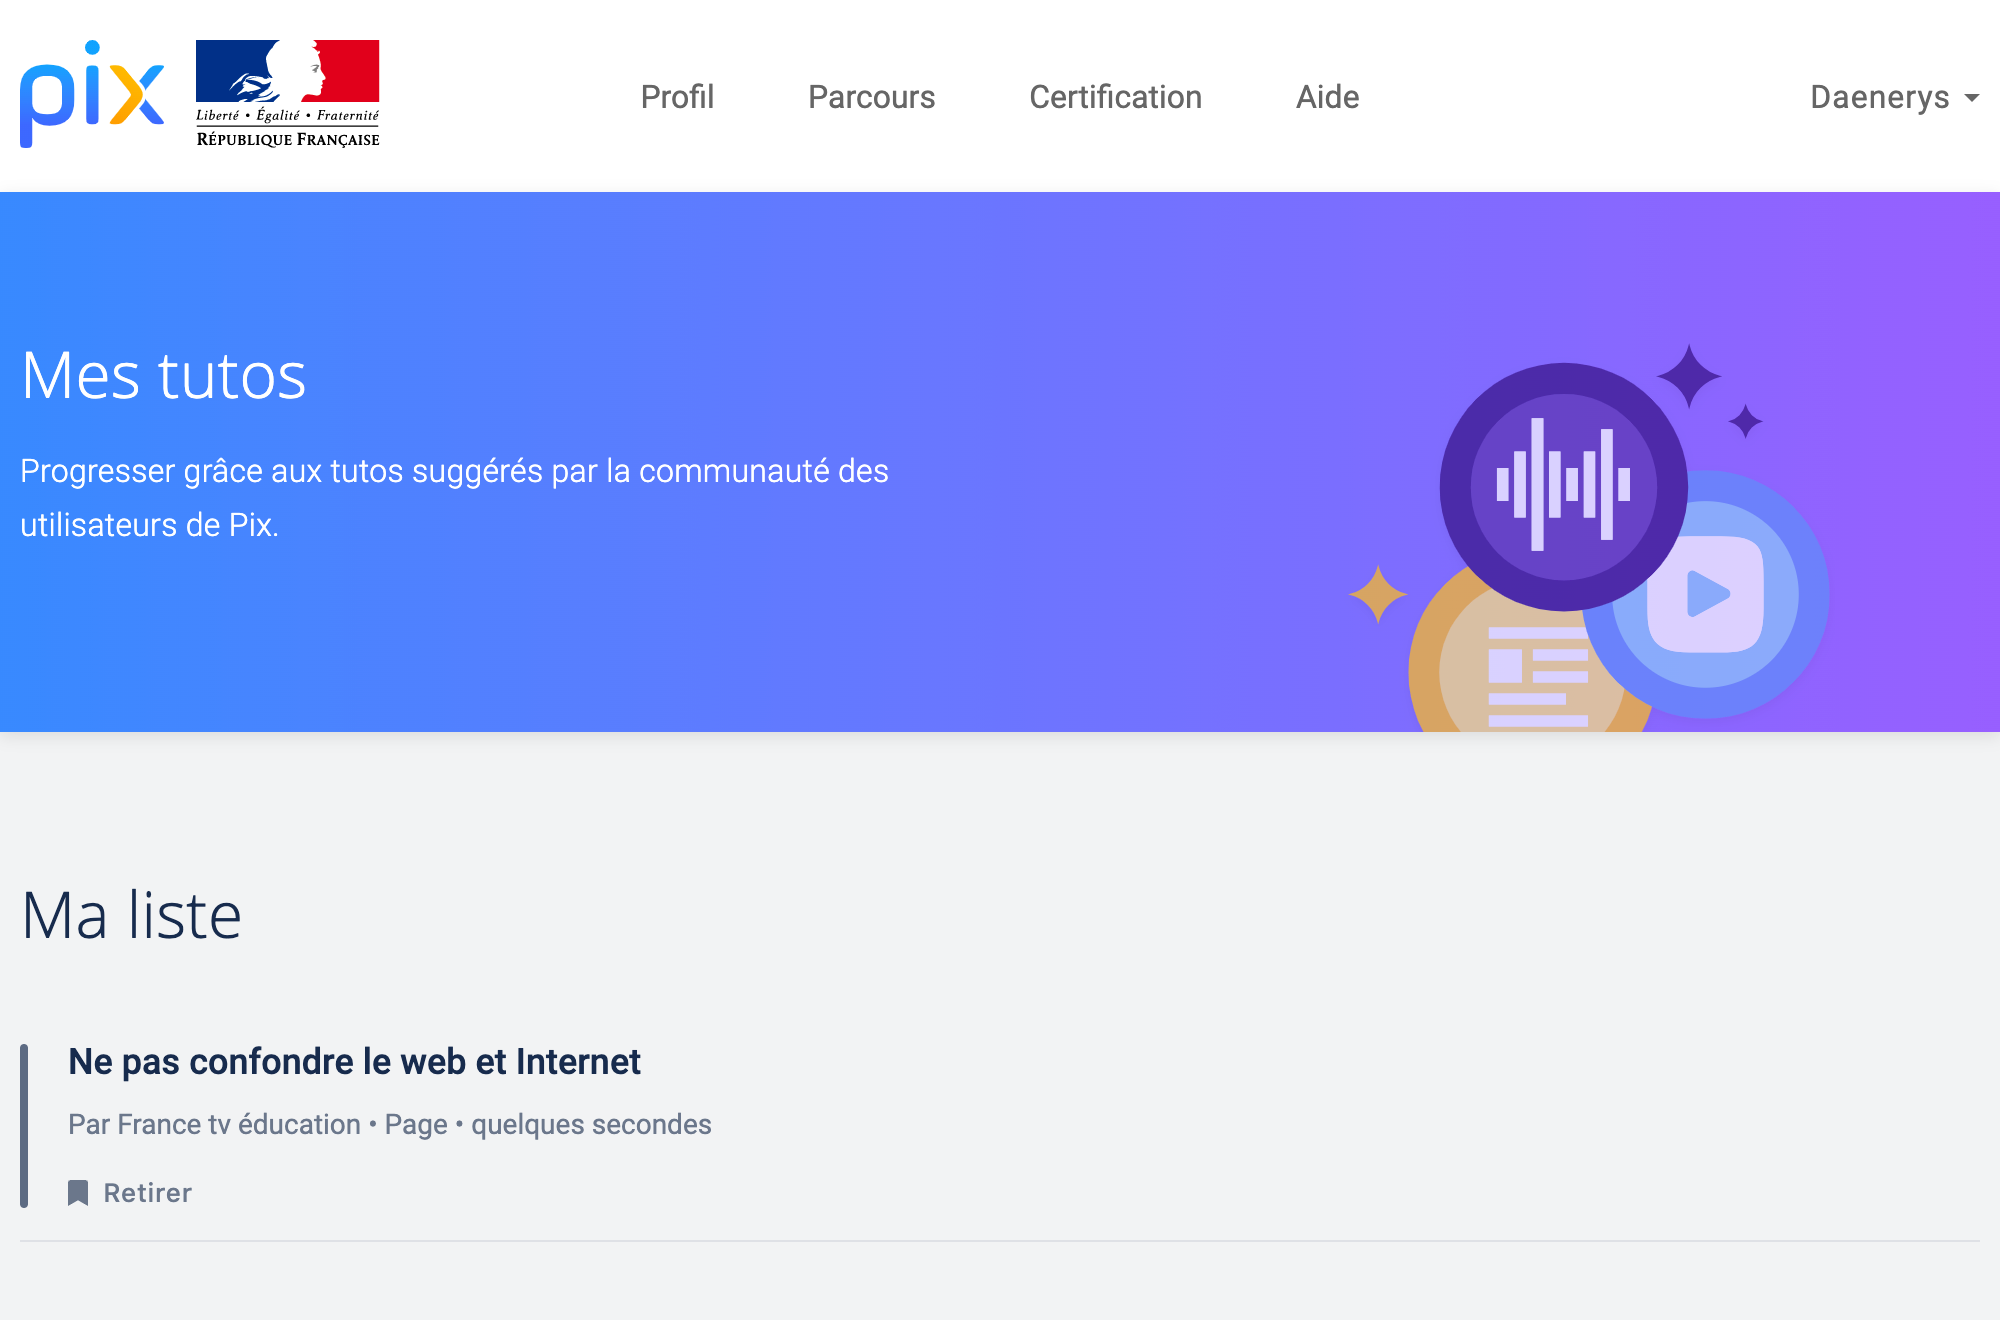 pix
Liberté • Égalité • Fraternité
RÉPUBLIQUE FRANÇAISE
Profil
Parcours
Certification
Aide
Daenerys
Mes tutos
Progresser grâce aux tutos suggérés par la communauté des
utilisateurs de Pix.
Ma liste
Ne pas confondre le web et Internet
Par France tv éducation • Page • quelques secondes
Retirer